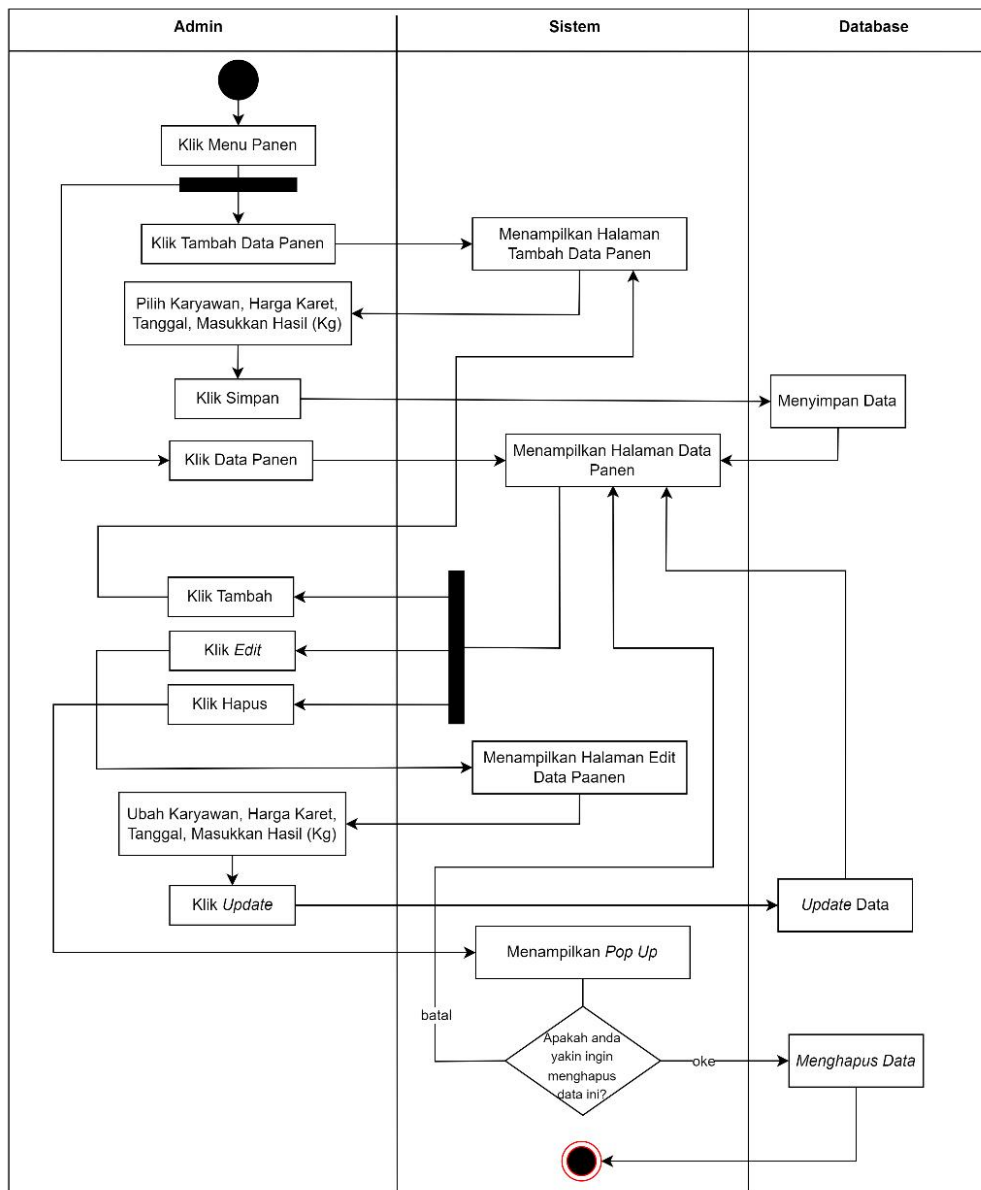 Admin
Sistem
Database
Klik Menu Panen
Klik Tambah Data Panen
Menampilkan Halaman
Tambah Data Panen
Pilih Karyawan, Harga Karet,
Tanggal, Masukkan Hasil (Kg)
Klik Simpan
Menyimpan Data
Klik Data Panen
Menampilkan Halaman Data
Panen
Klik Tambah
Klik Edit
Klik Hapus
Menampilkan Halaman Edit
Data Paanen
Ubah Karyawan, Harga Karet,
Tanggal, Masukkan Hasil (Kg)
Klik Update
Update Data
Menampilkan Pop Up
batal
Apakah anda
yakin ingin
menghapus
data ini?
oke
Menghapus Data